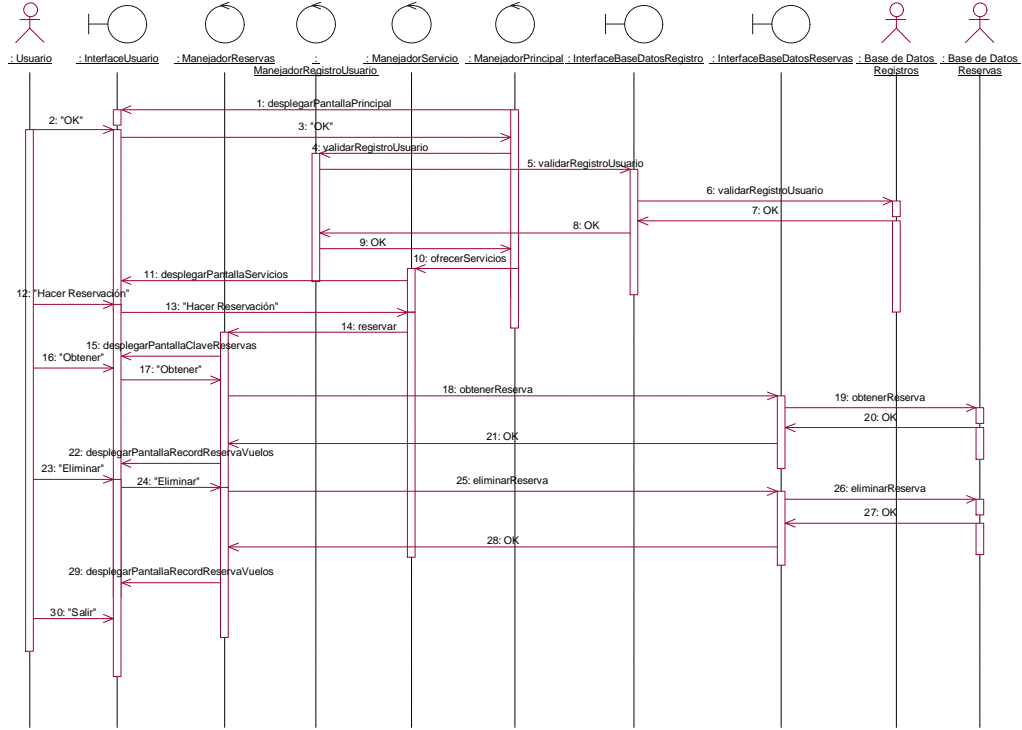 : Usuario
: InterfaceUsuario
: ManejadorReservas
:
ManejadorRegistroUsuario
: ManejadorServicio
: ManejadorPrincipal
: InterfaceBaseDatosRegistro
: InterfaceBaseDatosReservas
: Base de Datos
Registros
: Base de Datos
Reservas
1: desplegarPantallaPrincipal
2: "OK"
3: "OK"
4: validarRegistroUsuario
5: validarRegistroUsuario
6: validarRegistroUsuario
7: OK
8: OK
9: OK
10: ofrecerServicios
11: desplegarPantallaServicios
12: "Hacer Reservación"
13: "Hacer Reservación"
14: reservar
15: desplegarPantallaClaveReservas
16: "Obtener"
17: "Obtener"
18: obtenerReserva
19: obtenerReserva
20: OK
21: OK
22: desplegarPantallaRecordReservaVuelos
23: "Eliminar"
24: "Eliminar"
25: eliminarReserva
26: eliminarReserva
27: OK
28: OK
29: desplegarPantallaRecordReservaVuelos
30: "Salir"